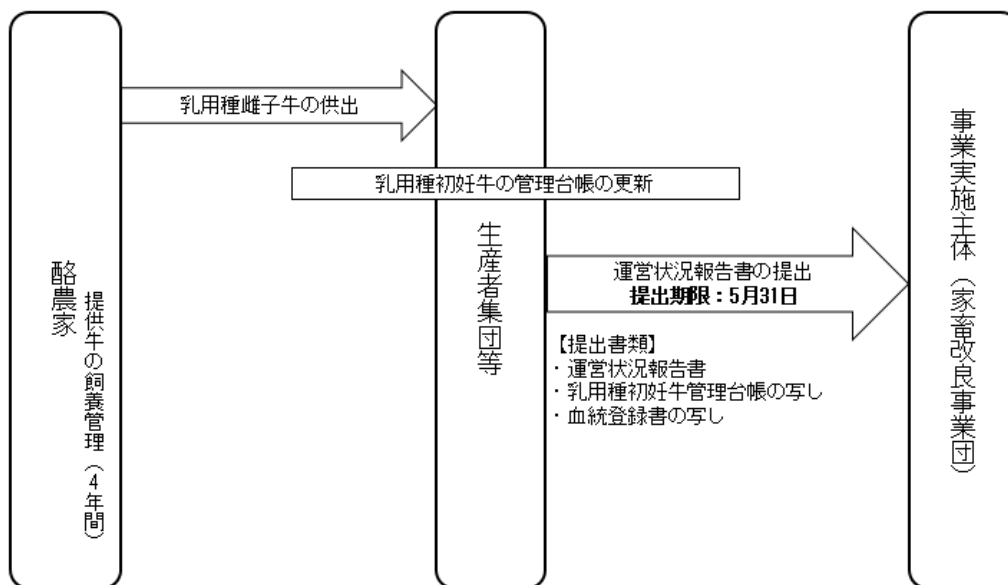 乳用種雌子牛の供出
乳用種初妊牛の管理台帳の更新
酪農家
提供牛の飼養管理（4年間）
生産者集団等
運営状況報告書の提出
提出期限：5月31日
【提出書類】
・運営状況報告書
・乳用種初妊牛管理台帳の写し
・血統登録書の写し
事業実施主体（家畜改良事業団）